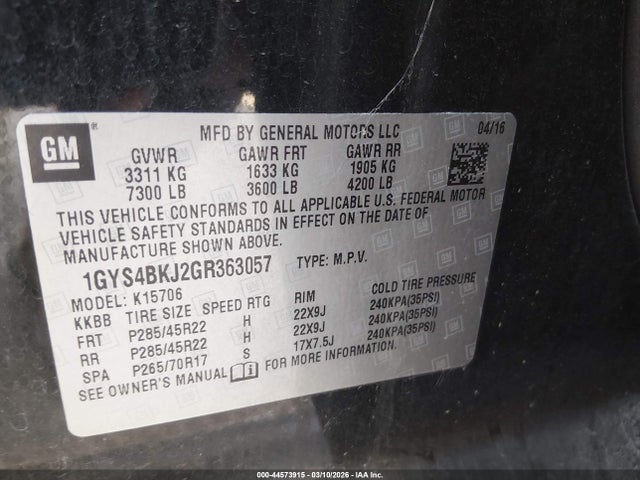 GM ®
MFD BY GENERAL MOTORS LLC 04/16
GVWR GAWR FRT GAWR RR
3311 KG 1633 KG 1905 KG
7300 LB 3600 LB 4200 LB
THIS VEHICLE CONFORMS TO ALL APPLICABLE U.S. FEDERAL MOTOR
VEHICLE SAFETY STANDARDS IN EFFECT ON THE DATE OF
MANUFACTURE SHOWN ABOVE.
1GYS4BKJ2GR363057 TYPE: M.P.V.
MODEL: K15706
KKBB TIRE SIZE SPEED RTG RIM COLD TIRE PRESSURE
FRT P285/45R22 H 22X9J 240KPA(35PSI)
RR P285/45R22 H 22X9J 240KPA(35PSI)
SPA P265/70R17 S 17X7.5J 240KPA(35PSI)
SEE OWNER'S MANUAL FOR MORE INFORMATION.
000-44573915 - 03/10/2026 - IAA Inc.